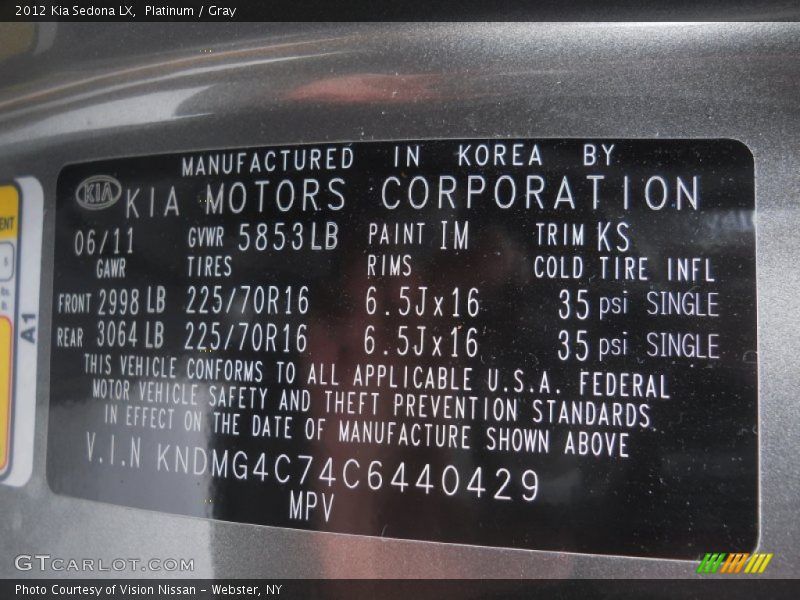 2012 Kia Sedona LX, Platinum / Gray
MANUFACTURED IN KOREA BY
KIA KIA MOTORS CORPORATION
06/11 GVWR 5853LB PAINT IM TRIM KS
GAWR TIRES RIMS COLD TIRE INFL
FRONT 2998 LB 225/70R16 6.5Jx16 35 psi SINGLE
REAR 3064 LB 225/70R16 6.5Jx16 35 psi SINGLE
THIS VEHICLE CONFORMS TO ALL APPLICABLE U.S.A. FEDERAL
MOTOR VEHICLE SAFETY AND THEFT PREVENTION STANDARDS
IN EFFECT ON THE DATE OF MANUFACTURE SHOWN ABOVE
V.I.N KNDMG4C74C6440429
MPV
A1
GTCARLOT.COM
Photo Courtesy of Vision Nissan - Webster, NY